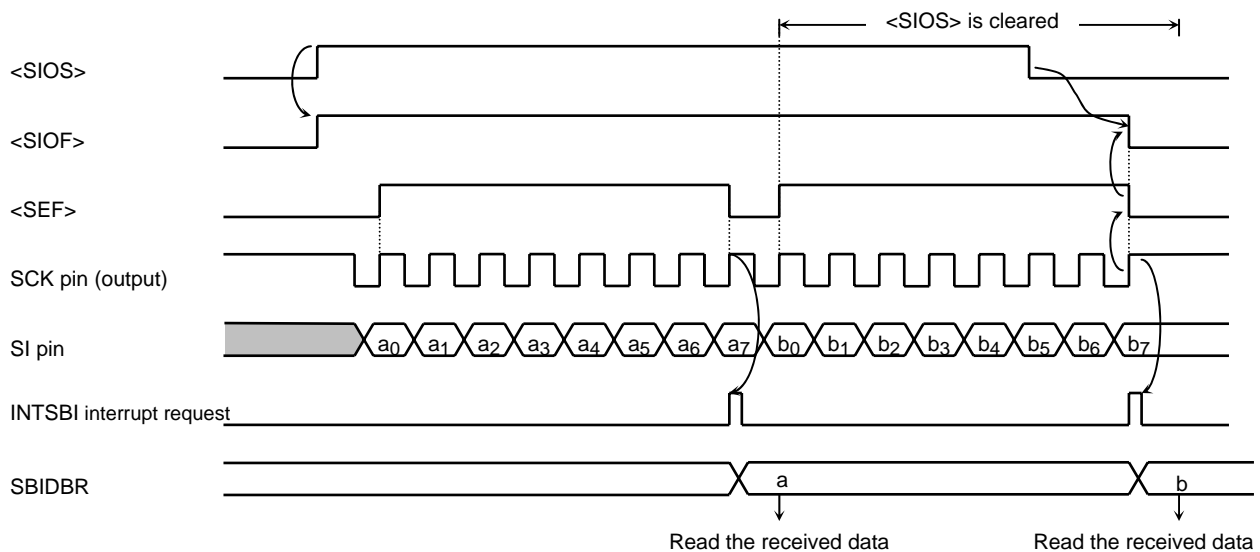 <SIOS> is cleared
<SIOS>
<SIOF>
<SEF>
SCK pin (output)
SI pin
a0 a1 a2 a3 a4 a5 a6 a7 b0 b1 b2 b3 b4 b5 b6 b7
INTSBI interrupt request
SBIDBR
a b
Read the received data Read the received data